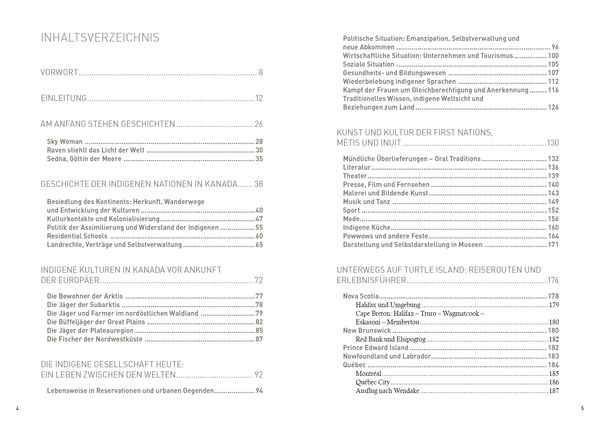 INHALTSVERZEICHNIS
VORWORT 8
EINLEITUNG 12
AM ANFANG STEHEN GESCHICHTEN 26
Sky Woman 28
Raven stiehlt das Licht der Welt 30
Sedna, Göttin der Meere 35
GESCHICHTE DER INDIGENEN NATIONEN IN KANADA 38
Besiedlung des Kontinents: Herkunft, Wanderwege
und Entwicklung der Kulturen 40
Kulturkontakte und Kolonialisierung 47
Politik der Assimilierung und Widerstand der Indigenen 55
Residential Schools 60
Landrechte, Verträge und Selbstverwaltung 65
INDIGENE KULTUREN IN KANADA VOR ANKUNFT
DER EUROPÄER 72
Die Bewohner der Arktis 77
Die Jäger der Subarktis 78
Die Jäger und Farmer im nordöstlichen Waldland 79
Die Büffeljäger der Great Plains 82
Die Jäger der Plateauregion 85
Die Fischer der Nordwestküste 87
DIE INDIGENE GESELLSCHAFT HEUTE:
EIN LEBEN ZWISCHEN DEN WELTEN 92
Lebensweise in Reservationen und urbanen Gegenden 94
4
Politische Situation: Emanzipation, Selbstverwaltung und
neue Abkommen 96
Wirtschaftliche Situation: Unternehmen und Tourismus 100
Soziale Situation 105
Gesundheits- und Bildungswesen 107
Wiederbelebung indigener Sprachen 112
Kampf der Frauen um Gleichberechtigung und Anerkennung 116
Traditionelles Wissen, indigene Weltsicht und
Beziehungen zum Land 126
KUNST UND KULTUR DER FIRST NATIONS,
MÉTIS UND INUIT 130
Mündliche Überlieferungen – Oral Traditions 132
Literatur 136
Theater 139
Presse, Film und Fernsehen 140
Malerei und Bildende Kunst 143
Musik und Tanz 149
Sport 152
Mode 156
Indigene Küche 160
Powwows und andere Feste 164
Darstellung und Selbstdarstellung in Museen 171
UNTERWEGS AUF TURTLE ISLAND: REISEROUTEN UND
ERLEBNISFÜHRER 176
Nova Scotia 178
Halifax und Umgebung 179
Cape Breton: Halifax – Truro – Wagmatcook –
Eskasoni – Membertou 180
New Brunswick 180
Red Bank und Elsipogtog 182
Prince Edward Island 182
Newfoundland und Labrador 183
Québec 184
Montréal 185
Québec City 186
Ausflug nach Wendake 187
5